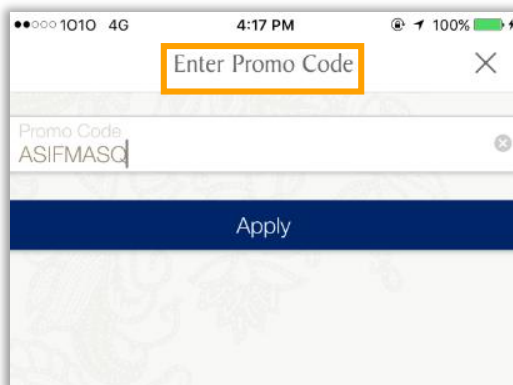 1010 4G 4:17 PM 100%
Enter Promo Code
Promo Code
ASIFMASQ
Apply